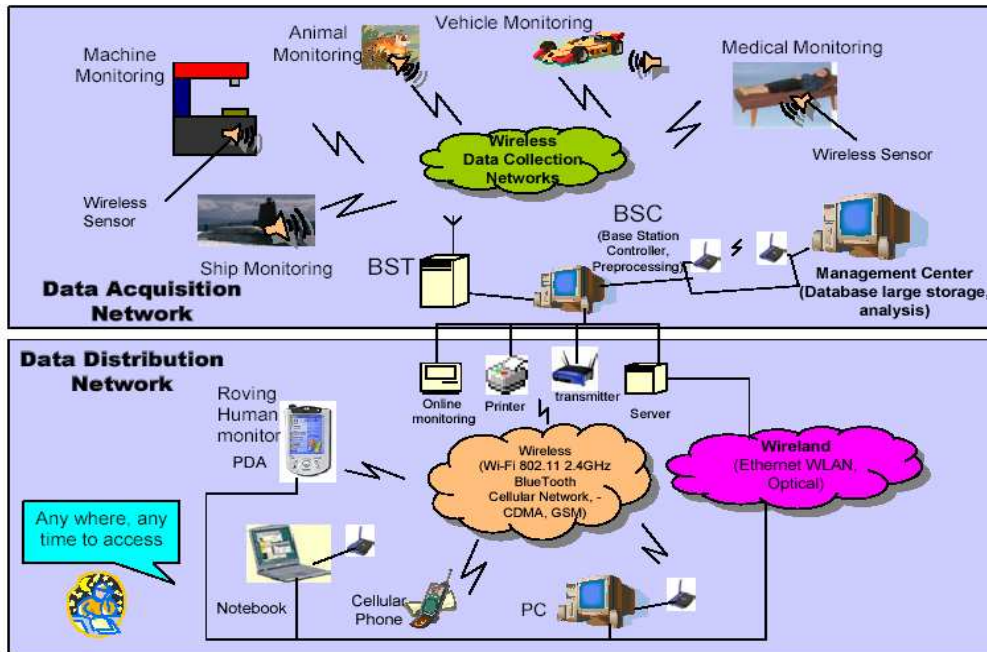 Machine
Monitoring
Animal
Monitoring
Vehicle Monitoring
Medical Monitoring
Wireless
Data Collection
Networks
Wireless Sensor
Wireless
Sensor
Ship Monitoring
BST
BSC
(Base Station
Controller,
Preprocessing)
Management Center
(Database large storage,
analysis)
Data Acquisition
Network
Data Distribution
Network
Online
monitoring
Printer
transmitter
Server
Roving
Human
monitor
PDA
Wireless
(Wi-Fi 802.11 2.4GHz
BlueTooth
Cellular Network, -
CDMA, GSM)
Wireland
(Ethernet WLAN,
Optical)
Any where, any
time to access
Notebook
Cellular
Phone
PC